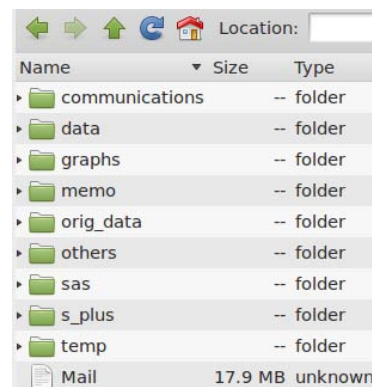 Location:
Name Size Type
communications -- folder
data -- folder
graphs -- folder
memo -- folder
orig_data -- folder
others -- folder
sas -- folder
s_plus -- folder
temp -- folder
Mail 17.9 MB unknown